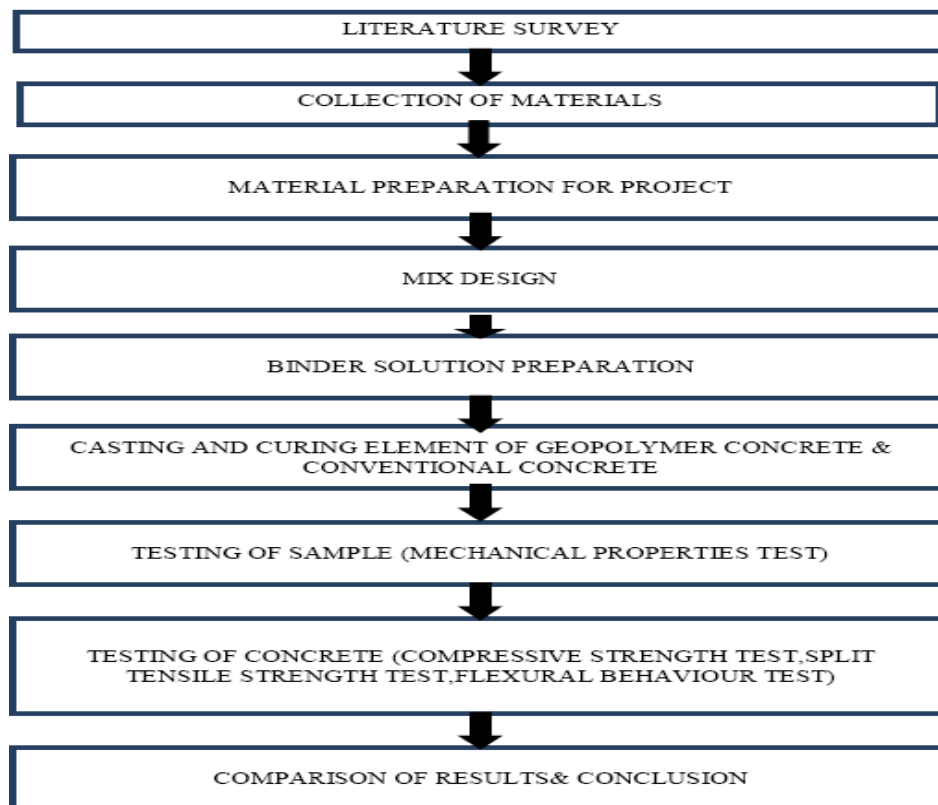 LITERATURE SURVEY
COLLECTION OF MATERIALS
MATERIAL PREPARATION FOR PROJECT
MIX DESIGN
BINDER SOLUTION PREPARATION
CASTING AND CURING ELEMENT OF GEOPOLYMER CONCRETE &
CONVENTIONAL CONCRETE
TESTING OF SAMPLE (MECHANICAL PROPERTIES TEST)
TESTING OF CONCRETE (COMPRESSIVE STRENGTH TEST,SPLIT
TENSILE STRENGTH TEST,FLEXURAL BEHAVIOUR TEST)
COMPARISON OF RESULTS& CONCLUSION